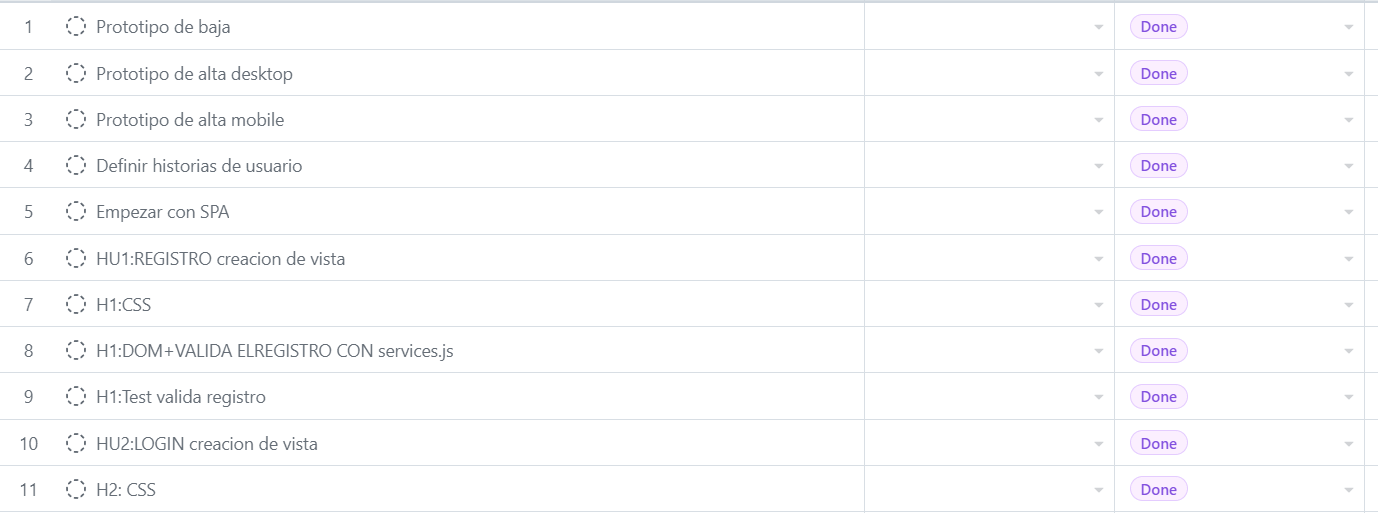 1 Prototipo de baja Done
2 Prototipo de alta desktop Done
3 Prototipo de alta mobile Done
4 Definir historias de usuario Done
5 Empezar con SPA Done
6 HU1:REGISTRO creacion de vista Done
7 H1:CSS Done
8 H1:DOM+VALIDA ELREGISTRO CON services.js Done
9 H1:Test valida registro Done
10 HU2:LOGIN creacion de vista Done
11 H2: CSS Done